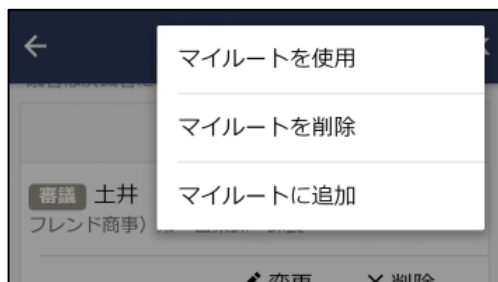 マイルートを使用
マイルートを削除
マイルートに追加
審議 土井
フレンド商事）
変更 削除